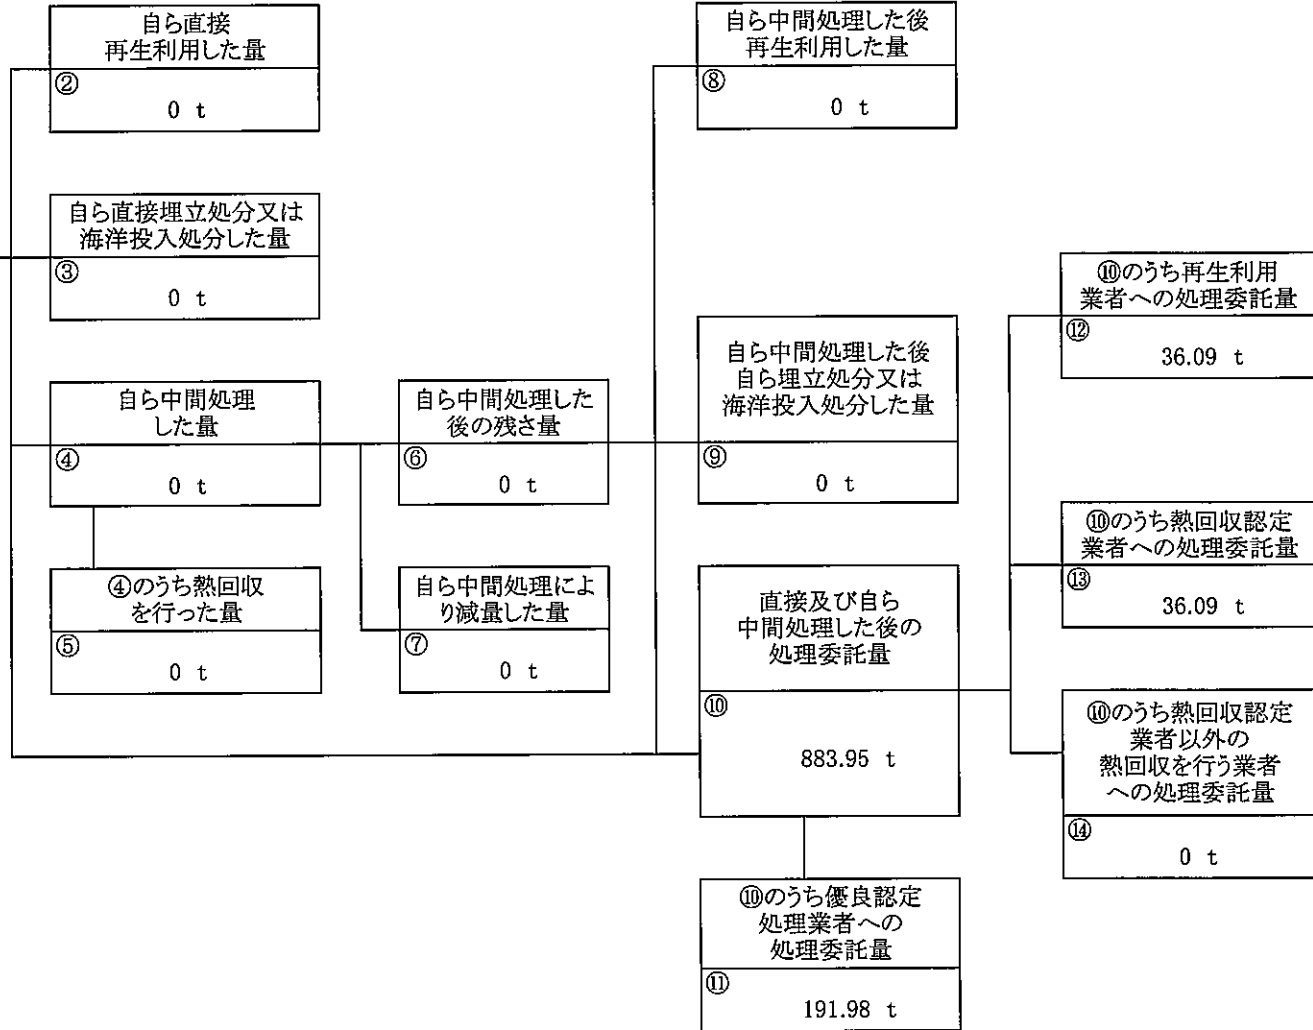 自ら直接
再生利用した量
②
0 t
自ら中間処理した後
再生利用した量
⑧
0 t
自ら直接埋立処分又は
海洋投入処分した量
③
0 t
⑩のうち再生利用
業者への処理委託量
⑫
36.09 t
自ら中間処理した後
自ら埋立処分又は
海洋投入処分した量
⑨
0 t
自ら中間処理
した量
④
0 t
自ら中間処理した
後の残さ量
⑥
0 t
⑩のうち熱回収認定
業者への処理委託量
⑬
36.09 t
④のうち熱回収
を行った量
⑤
0 t
自ら中間処理によ
り減量した量
⑦
0 t
直接及び自ら
中間処理した後の
処理委託量
⑩
883.95 t
⑩のうち熱回収認定
業者以外の
熱回収を行う業者
への処理委託量
⑭
0 t
⑩のうち優良認定
処理業者への
処理委託量
⑪
191.98 t